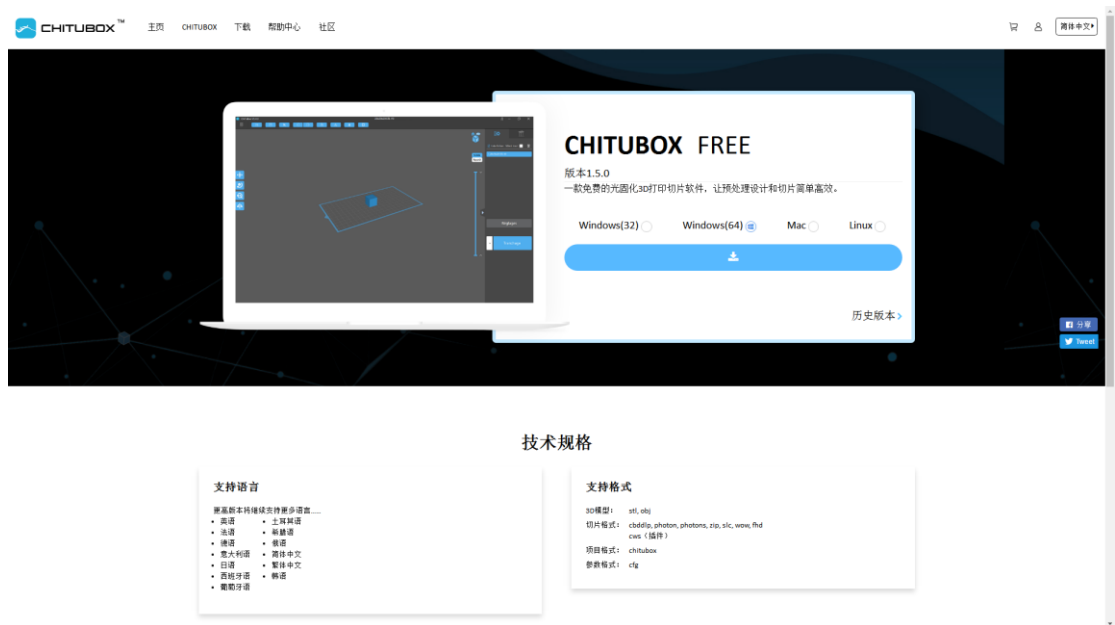 CHITUBOX™ 主页 CHITUBOX 下载 帮助中心 社区 简体中文
CHITUBOX FREE
版本1.5.0
一款免费的光固化3D打印切片软件,让预处理设计和切片简单高效。
Windows(32) Windows(64) Mac Linux
历史版本
分享
Tweet
技术规格
支持语言
更高版本将继续支持更多语言......
• 英语 • 土耳其语
• 法语 • 希腊语
• 德语 • 俄语
• 意大利语 • 简体中文
• 日语 • 繁体中文
• 西班牙语 • 韩语
• 葡萄牙语
支持格式
3D模型: stl, obj
切片格式: cbddlp, photon, photons, zip, slc, wow, fhd
cws(插件)
项目格式: chitubox
参数格式: cfg